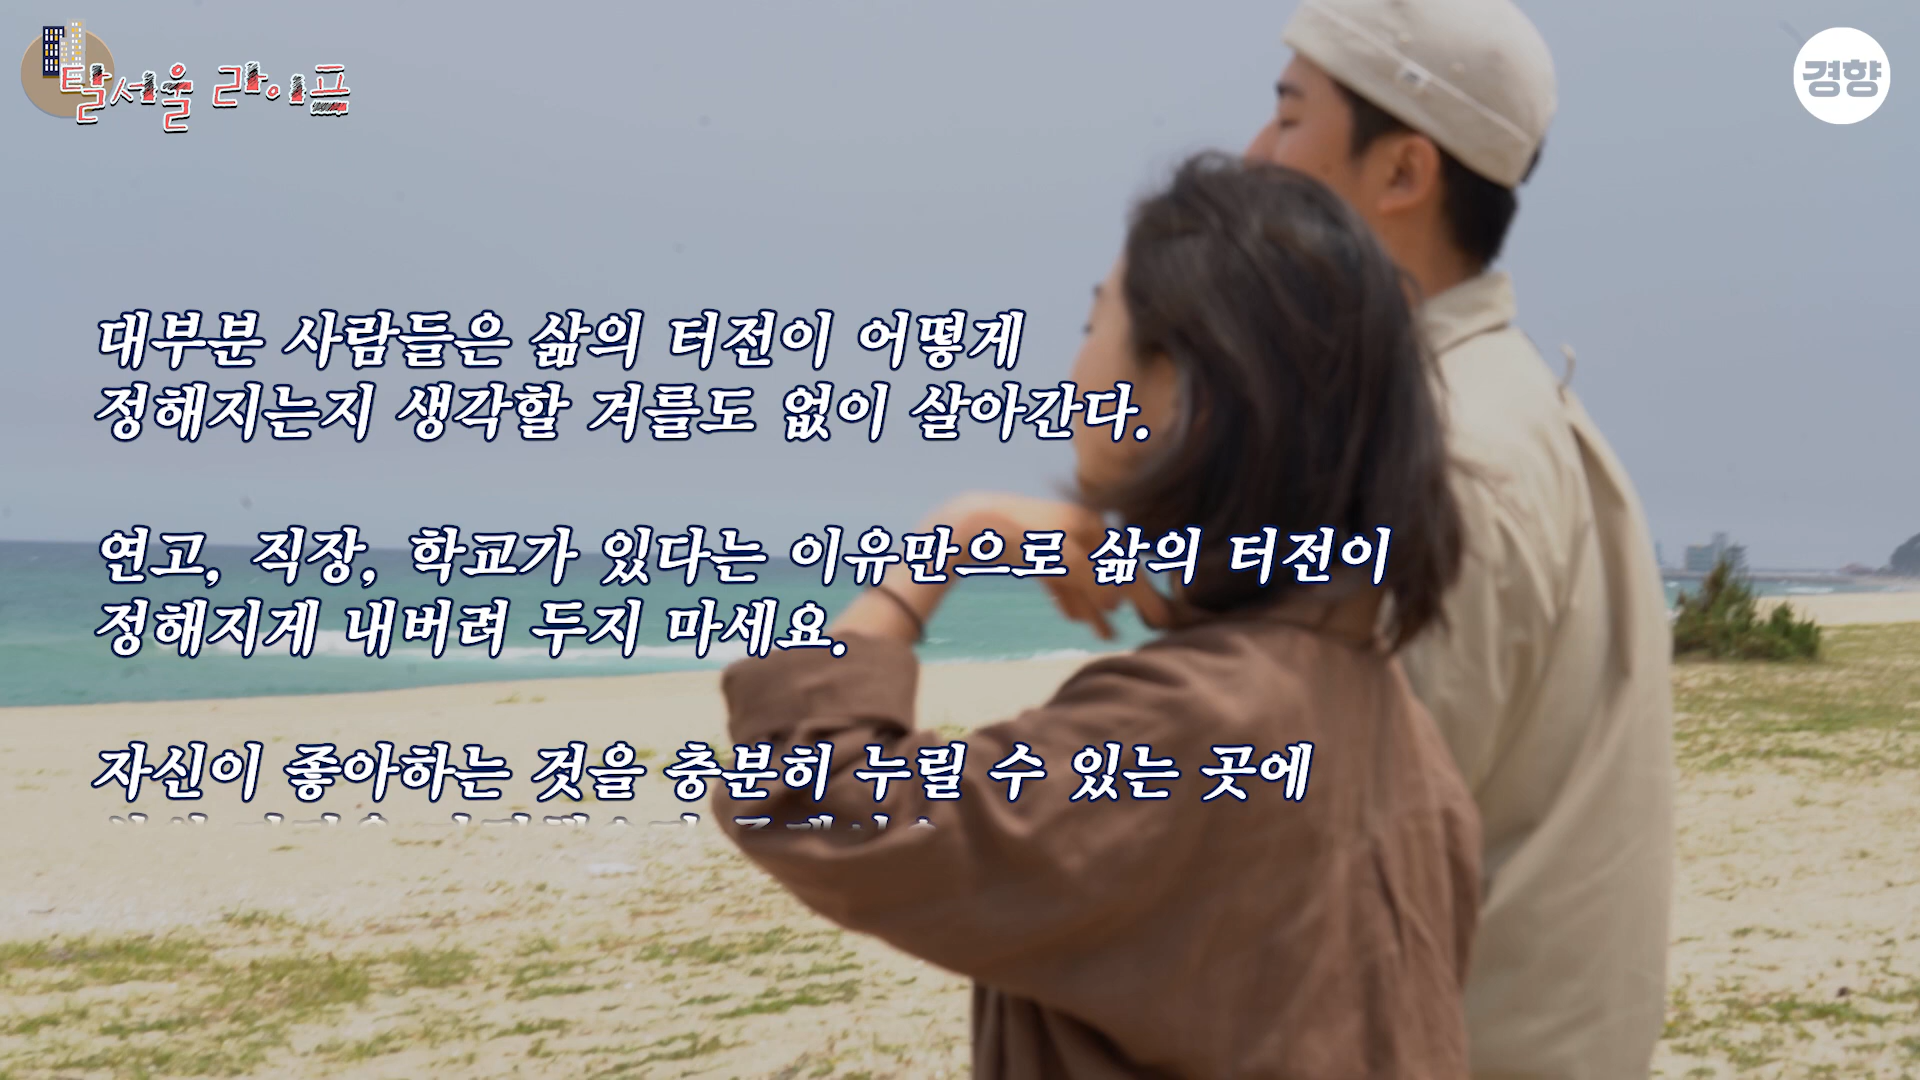 탈서울 라이프
경향
대부분 사람들은 삶의 터전이 어떻게
정해지는지 생각할 겨를도 없이 살아간다.
연고, 직장, 학교가 있다는 이유만으로 삶의 터전이
정해지게 내버려 두지 마세요.
자신이 좋아하는 것을 충분히 누릴 수 있는 곳에